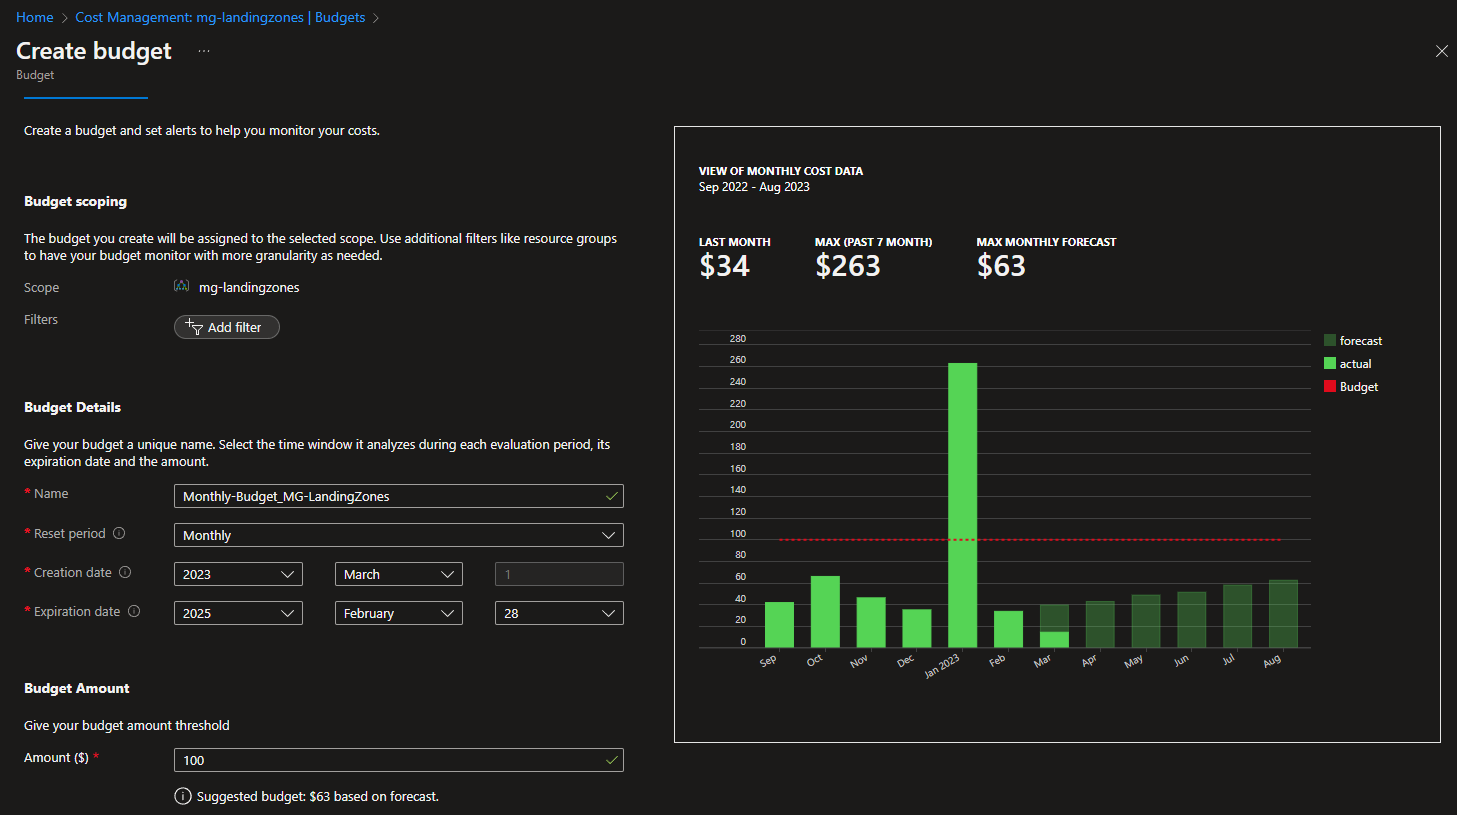 Home > Cost Management: mg-landingzones | Budgets >
Create budget ...
Budget
Create a budget and set alerts to help you monitor your costs.
Budget scoping
The budget you create will be assigned to the selected scope. Use additional filters like resource groups
to have your budget monitor with more granularity as needed.
Scope mg-landingzones
Filters
Add filter
Budget Details
Give your budget a unique name. Select the time window it analyzes during each evaluation period, its
expiration date and the amount.
* Name Monthly-Budget_MG-LandingZones
* Reset period Monthly
* Creation date 2023 March 1
* Expiration date 2025 February 28
Budget Amount
Give your budget amount threshold
Amount ($) * 100
Suggested budget: $63 based on forecast.
VIEW OF MONTHLY COST DATA
Sep 2022 - Aug 2023
LAST MONTH MAX (PAST 7 MONTH) MAX MONTHLY FORECAST
$34 $263 $63
280
260
240
220
200
180
160
140
120
100
80
60
40
20
0
Sep Oct Nov Dec Jan 2023 Feb Mar Apr May Jun Jul Aug
forecast
actual
Budget